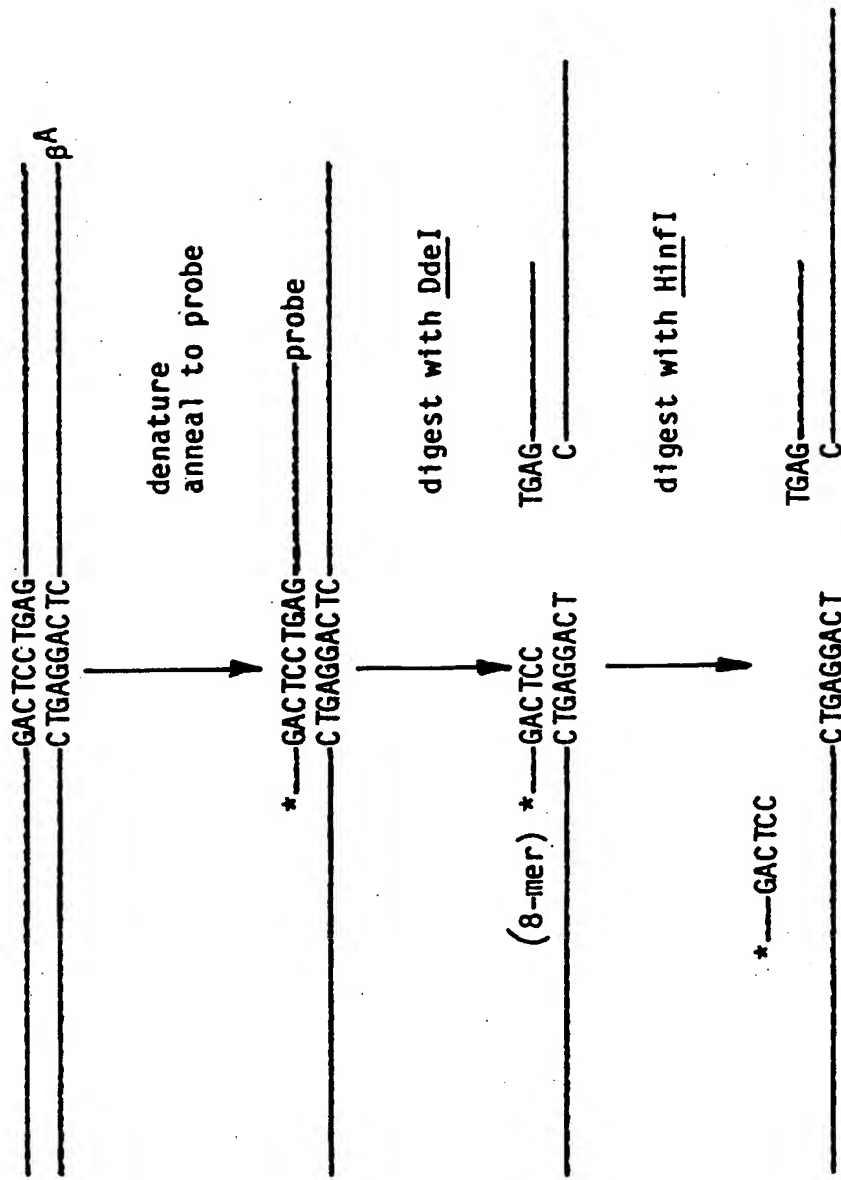 GACTCCTGAG
CTGAGGACTC βA
denature
anneal to probe
* GACTCCTGAG probe
CTGAGGACTC
digest with DdeI
(8-mer) * GACTCC TGAG
CTGAGGACT C
digest with HinfI
* GACTCC TGAG
CTGAGGACT C